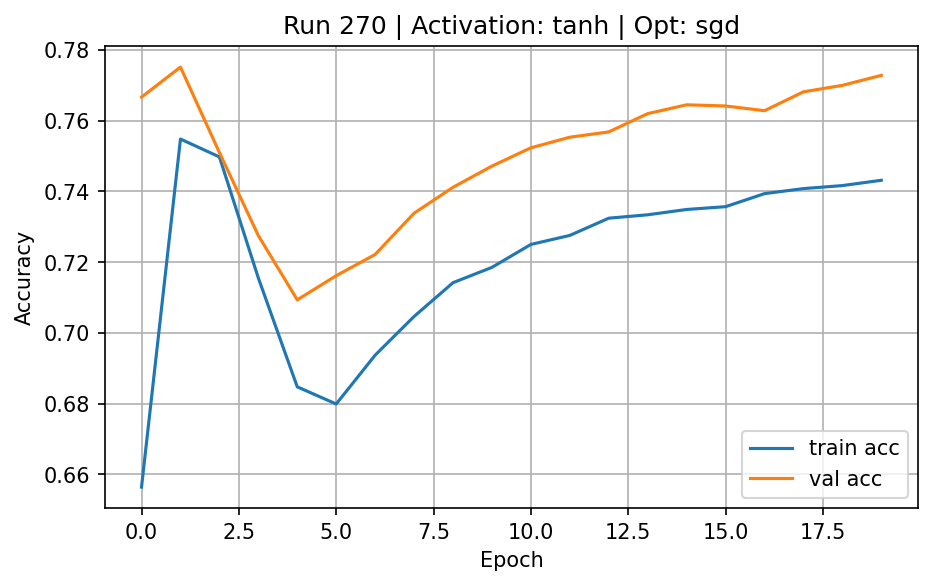 Run 270 | Activation: tanh | Opt: sgd
0.78
0.76
0.74
0.72
0.70
0.68
0.66
Accuracy
train acc
val acc
0.0 2.5 5.0 7.5 10.0 12.5 15.0 17.5
Epoch